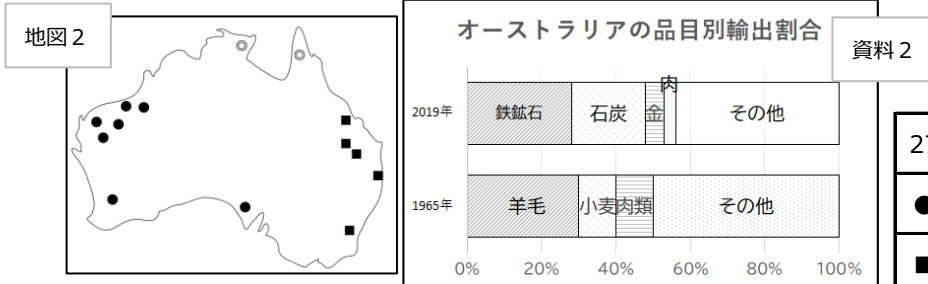 地図２
オーストラリアの品目別輸出割合
資料２
2019年
鉄鉱石
石炭
金
肉
その他
1965年
羊毛
小麦
肉類
その他
0%
20%
40%
60%
80%
100%